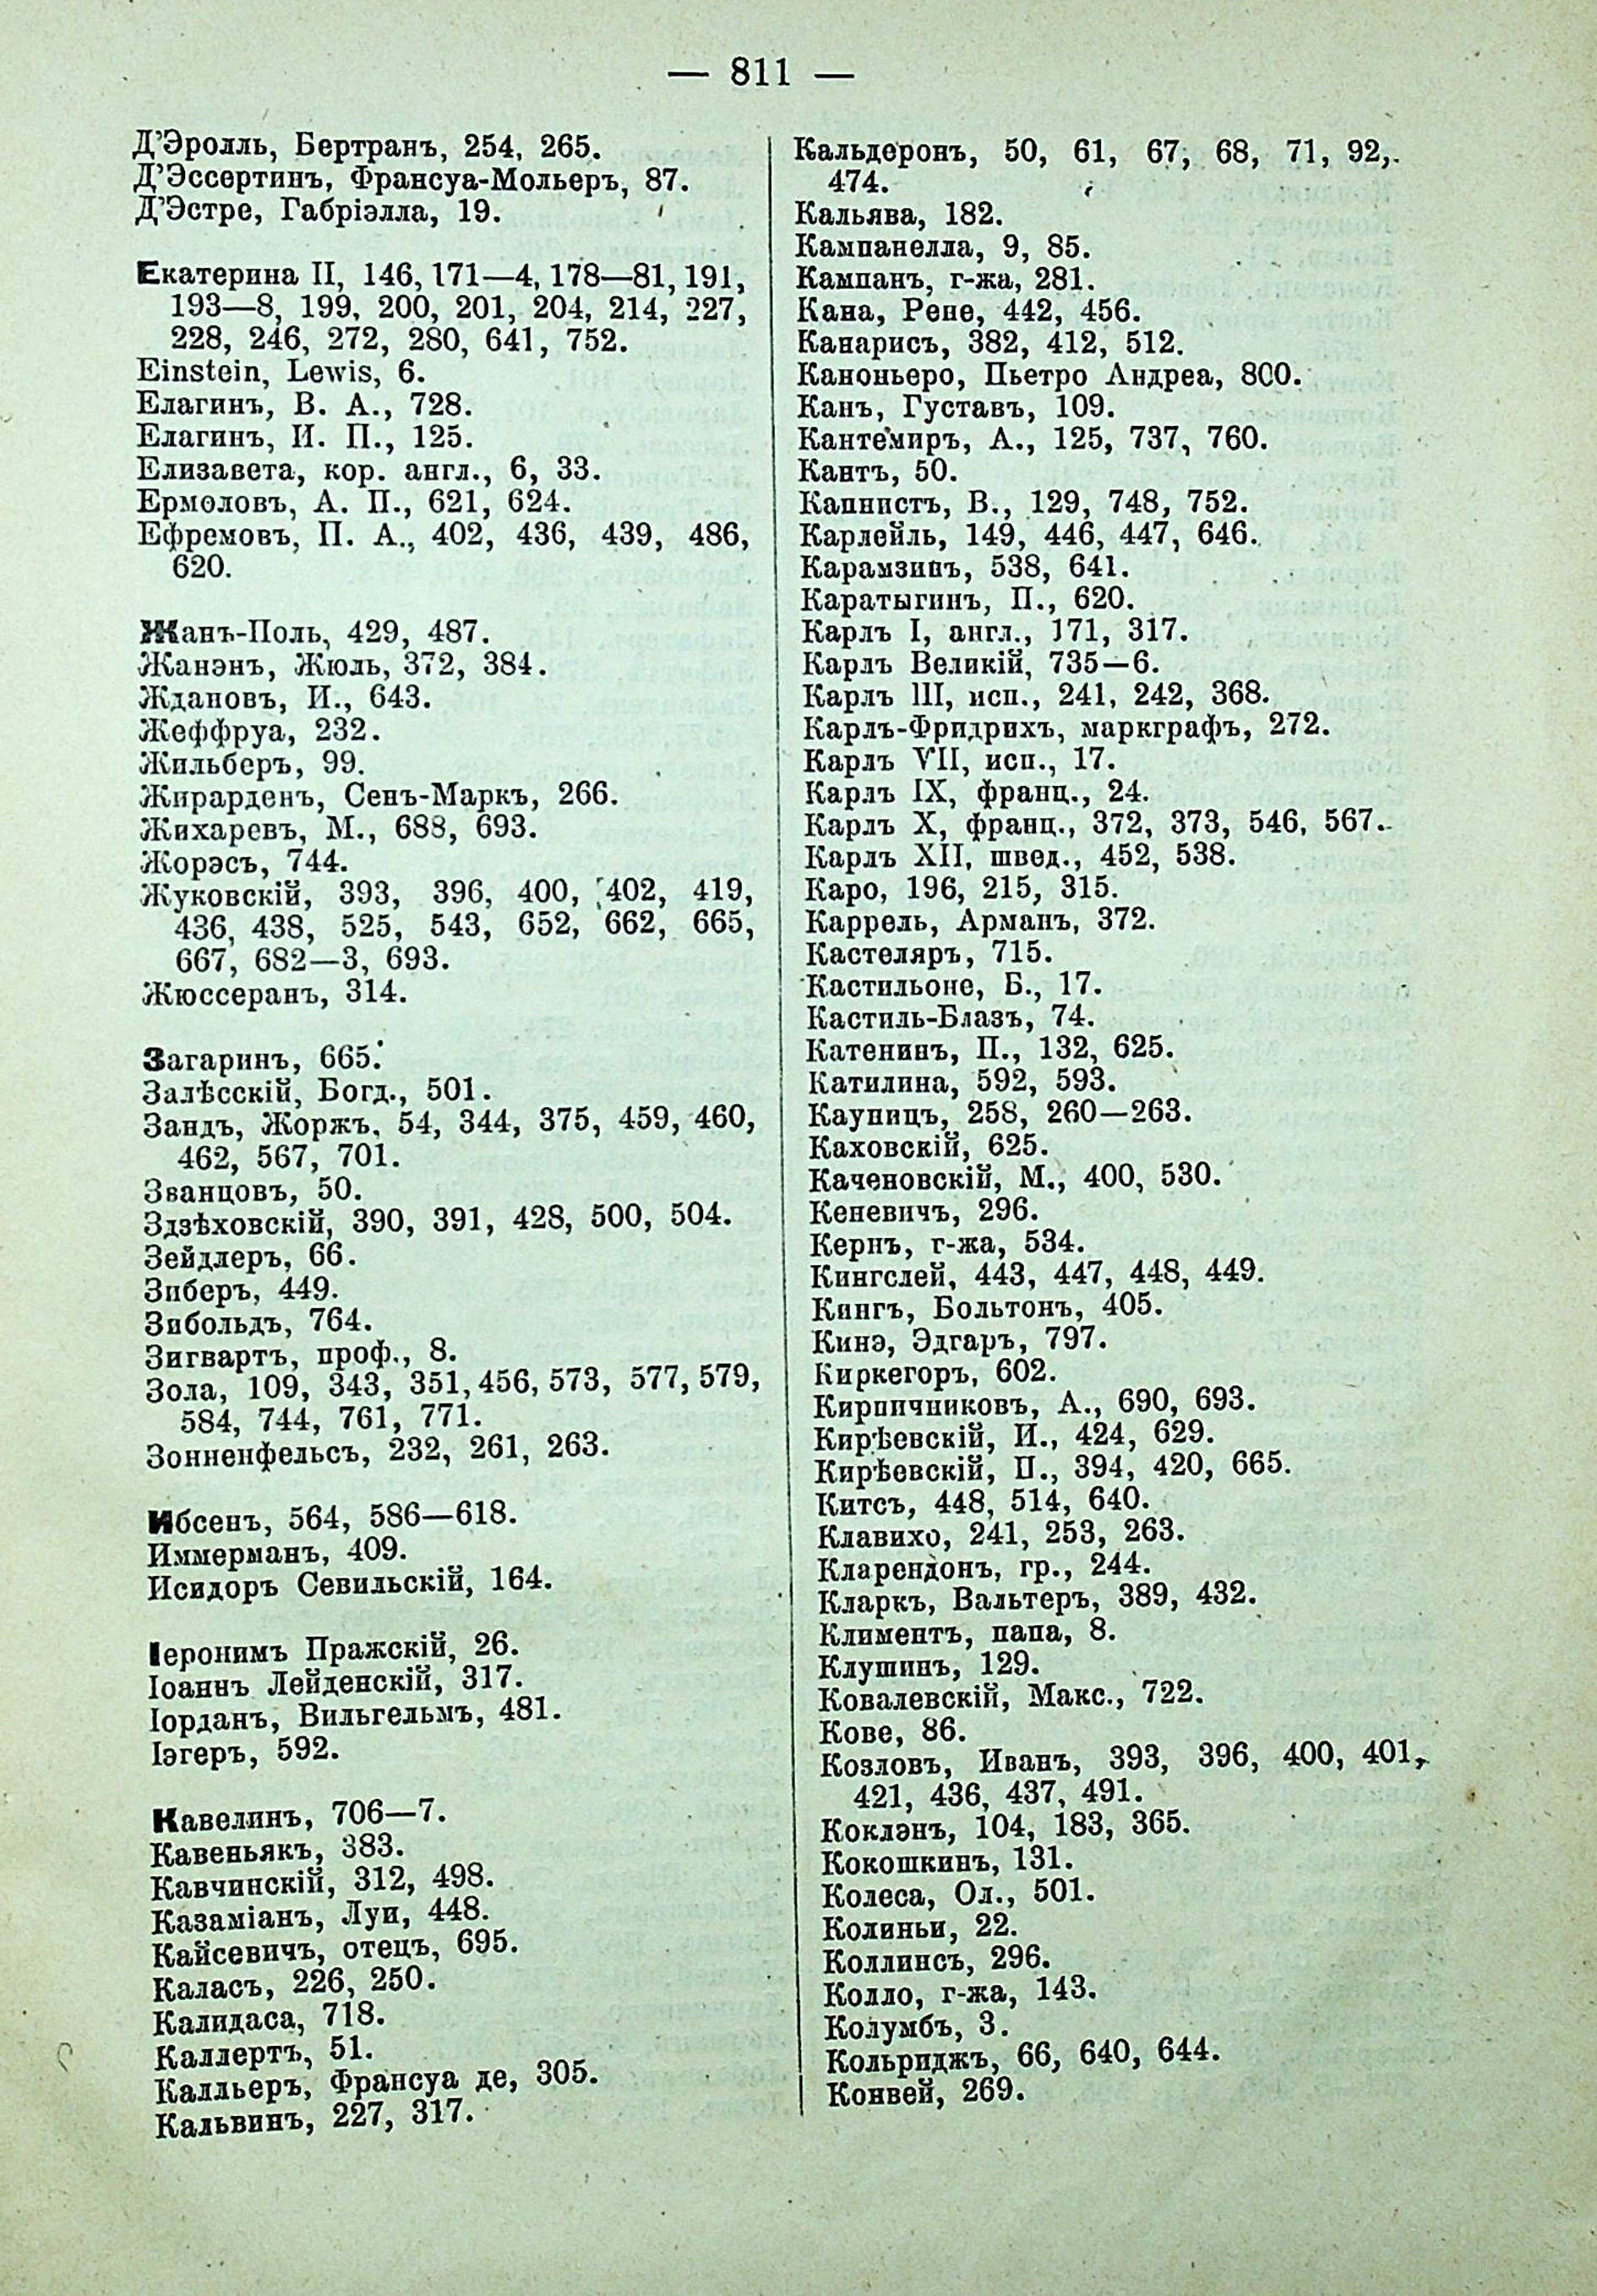 — 811 —
Д’Эролль, Бертранъ, 254, 265.
Д’Эссертинъ, Франсуа-Мольеръ, 87.
Д’Эстре, Габріэлла, 19.
Екатерина II, 146, 171—4, 178—81, 191,
193—8, 199, 200, 201, 204, 214, 227,
228, 246, 272, 280, 641, 752.
Einstein, Lewis, 6.
Елагинъ, В. А., 728.
Елагинъ, И. П., 125.
Елизавета, кор. англ., 6, 33.
Ермоловъ, А. П., 621, 624.
Ефремовъ, П. А., 402, 436, 439, 486,
620.
Жанъ-Поль, 429, 487.
Жанэнъ, Жюль, 372, 384.
Ждановъ, И., 643.
Жеффруа, 232.
Жильберъ, 99.
Жирарденъ, Сенъ-Маркъ, 266.
Жихаревъ, М., 688, 693.
Жорэсъ, 744.
Жуковскій, 393, 396, 400, 402, 419,
436, 438, 525, 543, 652, 662, 665,
667, 682—3, 693.
Жюссеранъ, 314.
Загаринъ, 665.
Залѣсскій, Богд., 501.
Зандъ, Жоржъ, 54, 344, 375, 459, 460,
462, 567, 701.
Званцовъ, 50.
Здзѣховскій, 390, 391, 428, 500, 504.
Зейдлеръ, 66.
Зиберъ, 449.
Зибольдъ, 764.
Зигвартъ, проф., 8.
Зола, 109, 343, 351, 456, 573, 577, 579,
584, 744, 761, 771.
Зонненфельсъ, 232, 261, 263.
Ибсенъ, 564, 586—618.
Иммерманъ, 409.
Исидоръ Севильскій, 164.
Іеронимъ Пражскій, 26.
Іоаннъ Лейденскій, 317.
Іорданъ, Вильгельмъ, 481.
Іэгеръ, 592.
Кавелинъ, 706—7.
Кавеньякъ, 383.
Кавчинскій, 312, 498.
Казаміанъ, Луи, 448.
Кайсевичъ, отецъ, 695.
Каласъ, 226, 250.
Калидаса, 718.
Каллертъ, 51.
Калльеръ, Франсуа де, 305.
Кальвинъ, 227, 317.
Кальдеронъ, 50, 61, 67, 68, 71, 92,
474.
Кальява, 182.
Кампанелла, 9, 85.
Кампанъ, г-жа, 281.
Кана, Рене, 442, 456.
Канарисъ, 382, 412, 512.
Каноньеро, Пьетро Андреа, 800.
Канъ, Густавъ, 109.
Кантемиръ, А., 125, 737, 760.
Кантъ, 50.
Капнистъ, В., 129, 748, 752.
Карлейль, 149, 446, 447, 646.
Карамзинъ, 538, 641.
Каратыгинъ, П., 620.
Карлъ I, англ., 171, 317.
Карлъ Великій, 735—6.
Карлъ III, исп., 241, 242, 368.
Карлъ-Фридрихъ, маркграфъ, 272.
Карлъ VII, исп., 17.
Карлъ IX, франц., 24.
Карлъ X, франц., 372, 373, 546, 567.
Карлъ XII, швед., 452, 538.
Каро, 196, 215, 315.
Каррель, Арманъ, 372.
Кастеляръ, 715.
Кастильоне, Б., 17.
Кастиль-Блазъ, 74.
Катенинъ, П., 132, 625.
Катилина, 592, 593.
Кауницъ, 258, 260—263.
Каховскій, 625.
Каченовскій, М., 400, 530.
Кеневичъ, 296.
Кернъ, г-жа, 534.
Кингслей, 443, 447, 448, 449.
Кингъ, Больтонъ, 405.
Кинэ, Эдгаръ, 797.
Киркегоръ, 602.
Кирпичниковъ, А., 690, 693.
Кирѣевскій, И., 424, 629.
Кирѣевскій, П., 394, 420, 665.
Китсъ, 448, 514, 640.
Клавихо, 241, 253, 263.
Кларендонъ, гр., 244.
Кларкъ, Вальтеръ, 389, 432.
Климентъ, папа, 8.
Клушинъ, 129.
Ковалевскій, Макс., 722.
Кове, 86.
Козловъ, Иванъ, 393, 396, 400, 401,
421, 436, 437, 491.
Коклэнъ, 104, 183, 365.
Кокошкинъ, 131.
Колеса, Ол., 501.
Колиньи, 22.
Коллинсъ, 296.
Колло, г-жа, 143.
Колумбъ, 3.
Кольриджъ, 66, 640, 644.
Конвей, 269.